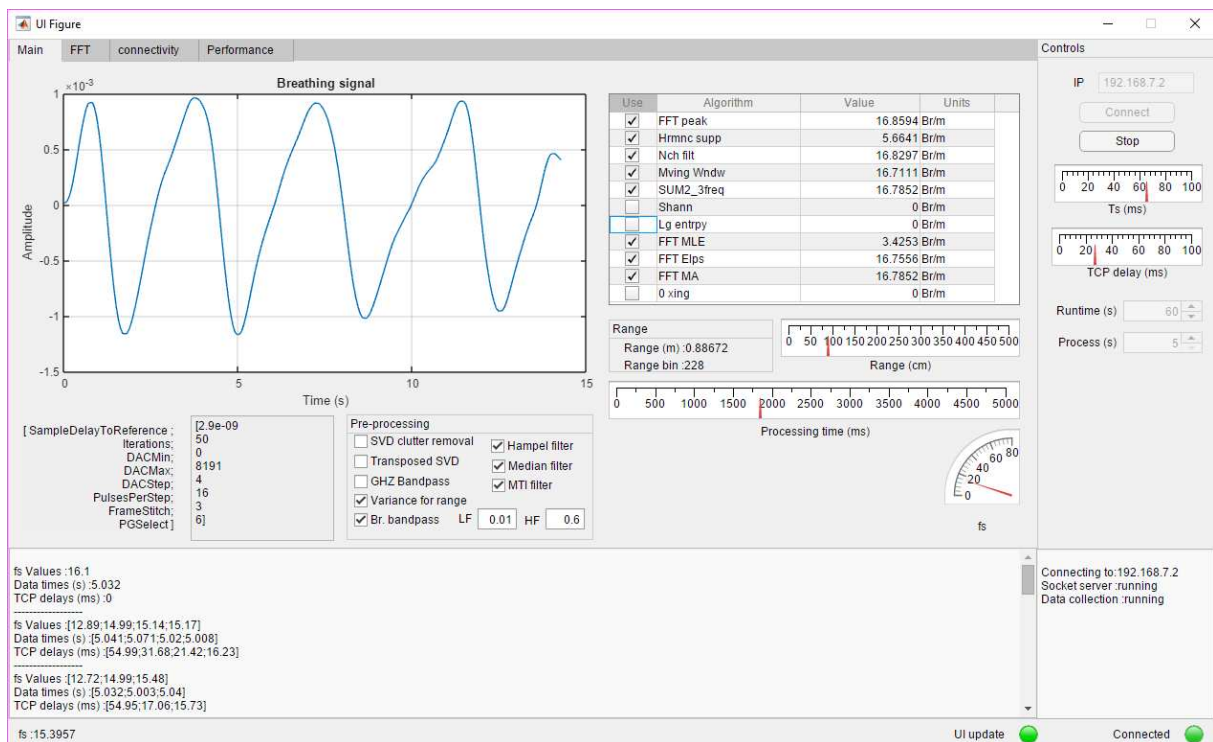 UI Figure
Main FFT connectivity Performance
Controls
Breathing signal
×10⁻³
1
0.5
0
-0.5
-1
-1.5
0 5 10 15
Amplitude
Time (s)
Use Algorithm Value Units
FFT peak 16.8594 Br/m
Hrmnc supp 5.6641 Br/m
Nch filt 16.8297 Br/m
Mving Wndw 16.7111 Br/m
SUM2_3freq 16.7852 Br/m
Shann 0 Br/m
Lg entrpy 0 Br/m
FFT MLE 3.4253 Br/m
FFT Elps 16.7556 Br/m
FFT MA 16.7852 Br/m
0 xing 0 Br/m
Range
Range (m) :0.88672
Range bin :228
0 50 100 150 200 250 300 350 400 450 500
Range (cm)
0 500 1000 1500 2000 2500 3000 3500 4000 4500 5000
Processing time (ms)
[ SampleDelayToReference ; [2.9e-09
Iterations; 50
DACMin; 0
DACMax; 8191
DACStep; 4
PulsesPerStep; 16
FrameStitch; 3
PGSelect ] 6]
Pre-processing
SVD clutter removal Hampel filter
Transposed SVD Median filter
GHZ Bandpass MTI filter
Variance for range
Br. bandpass LF 0.01 HF 0.6
0 20 40 60 80
fs
IP 192.168.7.2
Connect
Stop
0 20 40 60 80 100
Ts (ms)
0 20 40 60 80 100
TCP delay (ms)
Runtime (s) 60
Process (s) 5
fs Values :16.1
Data times (s) :5.032
TCP delays (ms) :0
------------------
fs Values :[12.89;14.99;15.14;15.17]
Data times (s) :[5.041;5.071;5.02;5.008]
TCP delays (ms) :[54.99;31.68;21.42;16.23]
------------------
fs Values :[12.72;14.99;15.48]
Data times (s) :[5.032;5.003;5.04]
TCP delays (ms) :[54.95;17.06;15.73]
Connecting to:192.168.7.2
Socket server :running
Data collection :running
fs :15.3957
UI update Connected